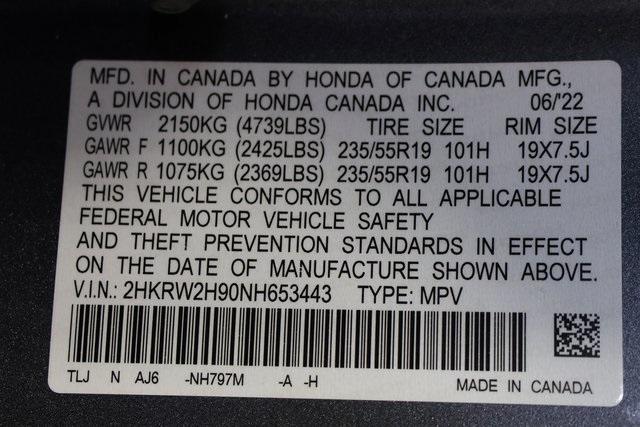 MFD. IN CANADA BY HONDA OF CANADA MFG.,
A DIVISION OF HONDA CANADA INC. 06/'22
GVWR 2150KG (4739LBS) TIRE SIZE RIM SIZE
GAWR F 1100KG (2425LBS) 235/55R19 101H 19X7.5J
GAWR R 1075KG (2369LBS) 235/55R19 101H 19X7.5J
THIS VEHICLE CONFORMS TO ALL APPLICABLE
FEDERAL MOTOR VEHICLE SAFETY
AND THEFT PREVENTION STANDARDS IN EFFECT
ON THE DATE OF MANUFACTURE SHOWN ABOVE.
V.I.N.: 2HKRW2H90NH653443 TYPE: MPV
TLJ N AJ6 -NH797M -A -H MADE IN CANADA